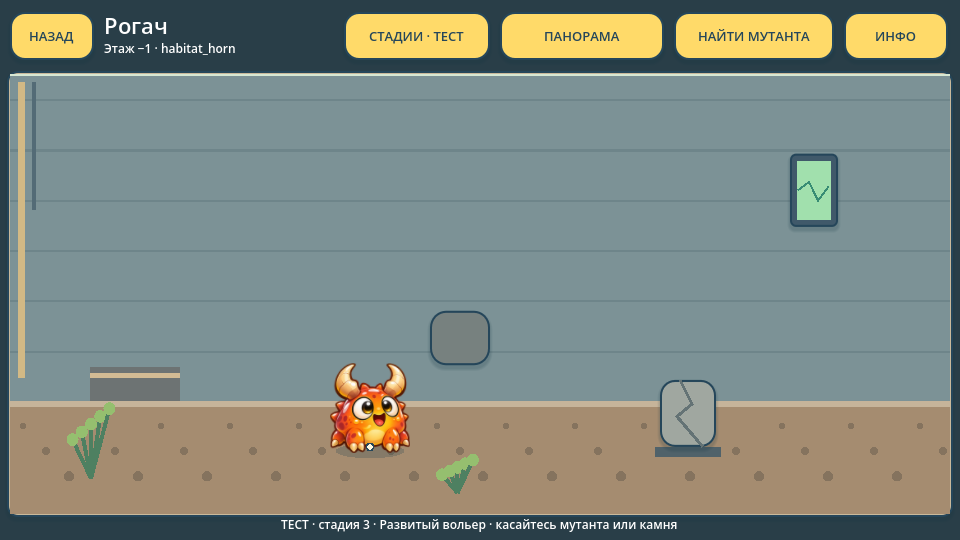 НАЗАД
Рогач
Этаж −1 · habitat_horn
СТАДИИ · ТЕСТ
ПАНОРАМА
НАЙТИ МУТАНТА
ИНФО
ТЕСТ · стадия 3 · Развитый вольер · касайтесь мутанта или камня